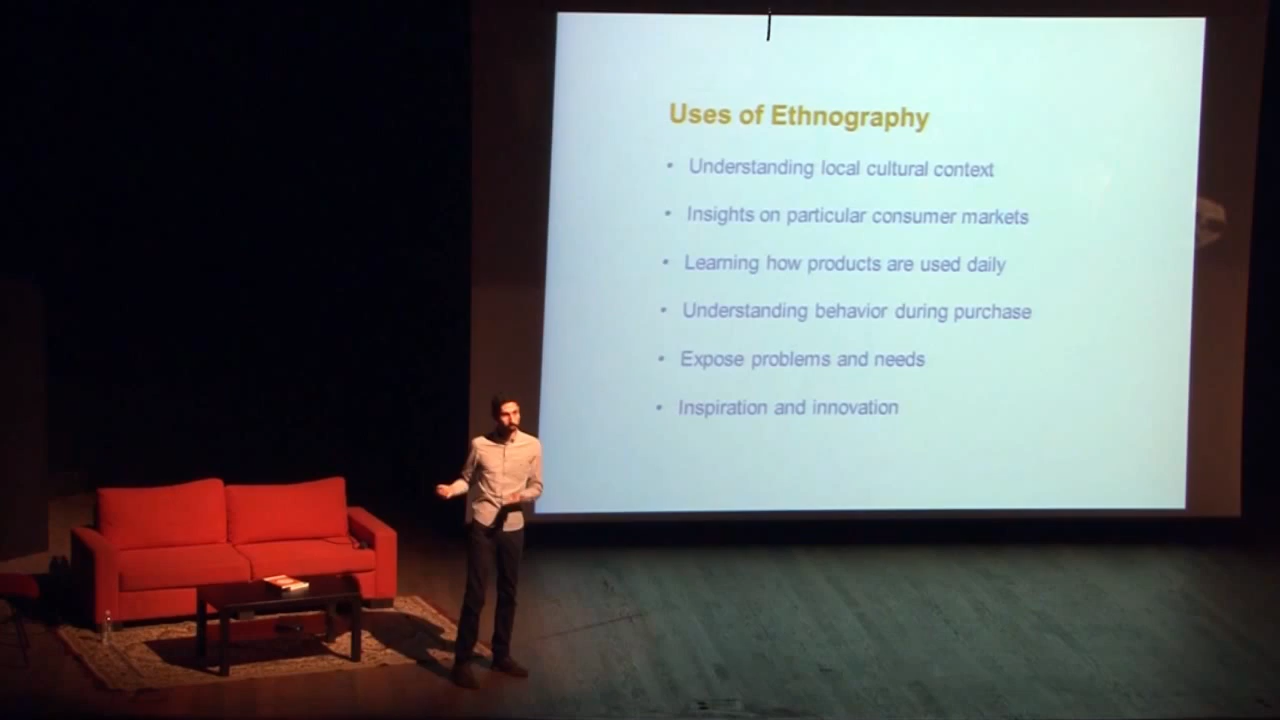 Uses of Ethnography
• Understanding local cultural context
• Insights on particular consumer markets
• Learning how products are used daily
• Understanding behavior during purchase
• Expose problems and needs
• Inspiration and innovation